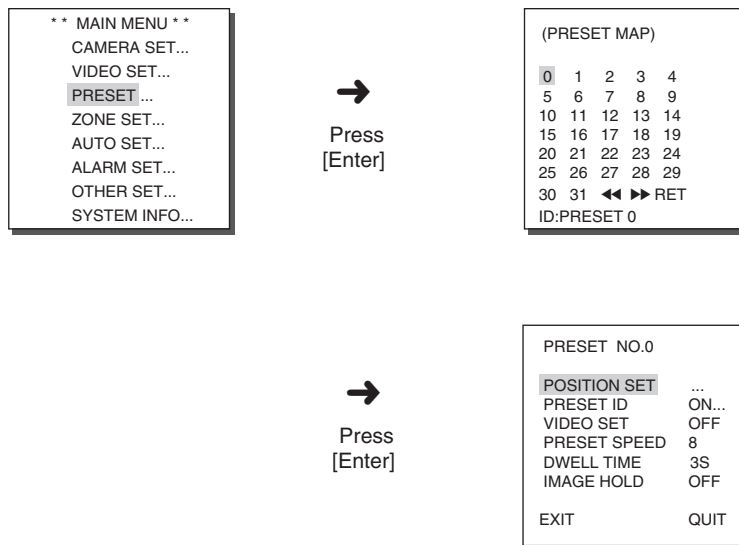 * * MAIN MENU * *
CAMERA SET...
VIDEO SET...
PRESET ...
ZONE SET...
AUTO SET...
ALARM SET...
OTHER SET...
SYSTEM INFO...
Press
[Enter]
(PRESET MAP)
0 1 2 3 4
5 6 7 8 9
10 11 12 13 14
15 16 17 18 19
20 21 22 23 24
25 26 27 28 29
30 31 ◀◀ ▶▶ RET
ID:PRESET 0
Press
[Enter]
PRESET NO.0
POSITION SET ...
PRESET ID ON...
VIDEO SET OFF
PRESET SPEED 8
DWELL TIME 3S
IMAGE HOLD OFF
EXIT QUIT